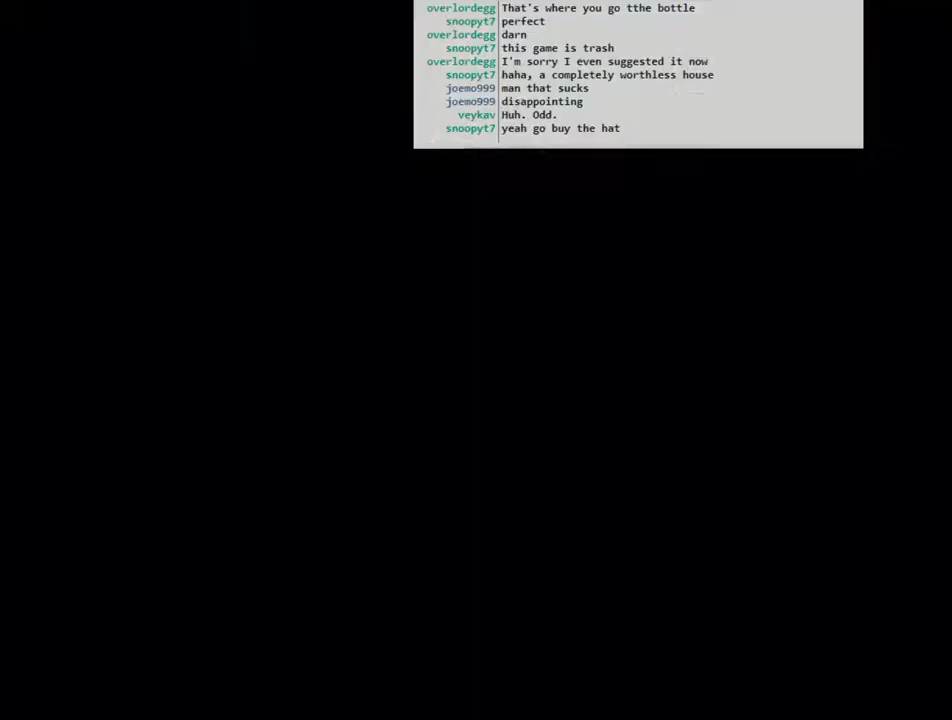 overlordegg That's where you go tthe bottle
snoopyt7 perfect
overlordegg darn
snoopyt7 this game is trash
overlordegg I'm sorry I even suggested it now
snoopyt7 haha, a completely worthless house
joemo999 man that sucks
joemo999 disappointing
veykav Huh. Odd.
snoopyt7 yeah go buy the hat